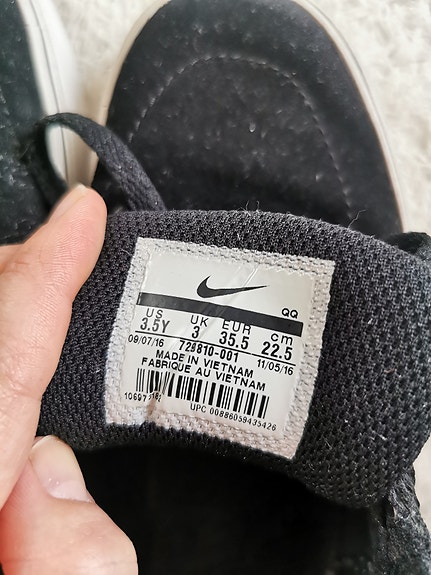 QQ
US UK EUR cm
3.5Y 3 35.5 22.5
09/07/16 11/05/16
MADE IN VIETNAM
FABRIQUE AU VIETNAM
UPC 00886059435426